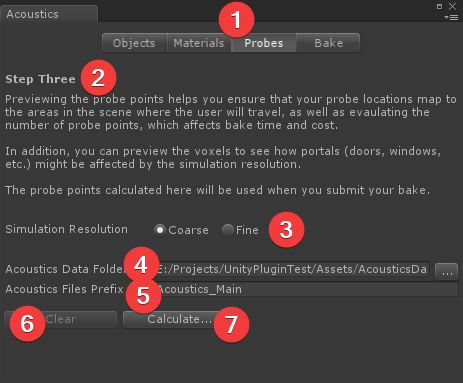 Acoustics
1
Objects Materials Probes Bake
Step Three 2
Previewing the probe points helps you ensure that your probe locations map to
the areas in the scene where the user will travel, as well as evaulating the
number of probe points, which affects bake time and cost.
In addition, you can preview the voxels to see how portals (doors, windows,
etc.) might be affected by the simulation resolution.
The probe points calculated here will be used when you submit your bake.
Simulation Resolution Coarse Fine 3
Acoustics Data Folder 4 E:/Projects/UnityPluginTest/Assets/AcousticsDa ...
Acoustics Files Prefix 5 Acoustics_Main
6 Clear Calculate... 7